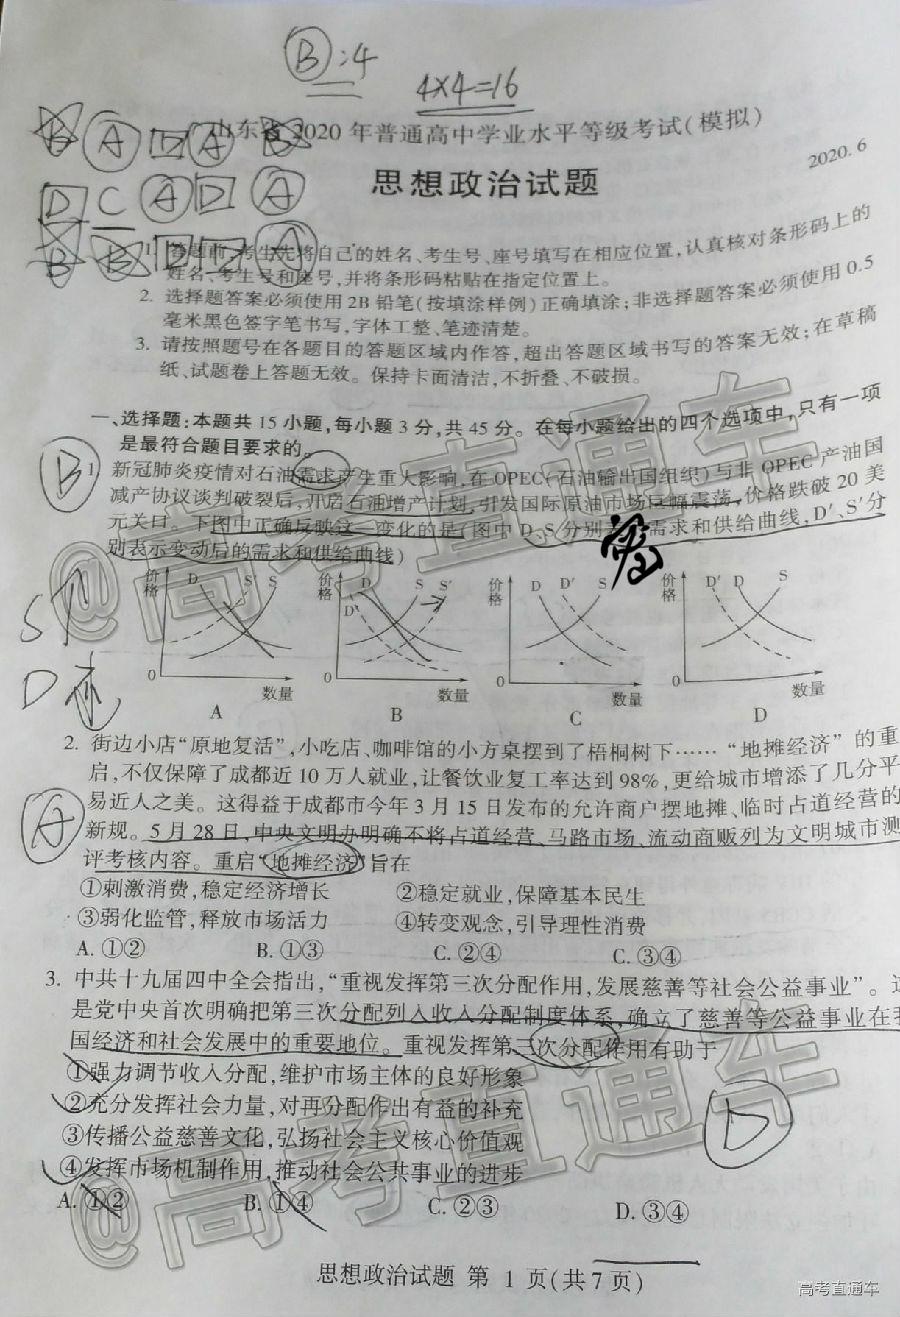 B :4
4×4=16
B A D A B
山东省2020年普通高中学业水平等级考试(模拟)
2020.6
D C A D A
思想政治试题
B B D D A
1. 答题前,考生先将自己的姓名、考生号、座号填写在相应位置,认真核对条形码上的
姓名、考生号和座号,并将条形码粘贴在指定位置上。
2. 选择题答案必须使用2B铅笔(按填涂样例)正确填涂;非选择题答案必须使用0.5
毫米黑色签字笔书写,字体工整、笔迹清楚。
3. 请按照题号在各题目的答题区域内作答,超出答题区域书写的答案无效;在草稿
纸、试题卷上答题无效。保持卡面清洁,不折叠、不破损。
一、选择题:本题共15小题,每小题3分,共45分。在每小题给出的四个选项中,只有一项
是最符合题目要求的。
B
1. 新冠肺炎疫情对石油需求产生重大影响,在OPEC(石油输出国组织)与非OPEC产油国
减产协议谈判破裂后,开启石油增产计划,引发国际原油市场巨幅震荡,价格跌破20美
元关口。下图中正确反映这一变化的是(图中D、S分别 需求和供给曲线,D′、S′分
别表示变动后的需求和供给曲线)
价格 D S′ S 0 数量 A
价格 D D′ S S′ 0 数量 B
价格 D D′ S 0 数量 C
价格 D′ D S 0 数量 D
S
D
2. 街边小店“原地复活”,小吃店、咖啡馆的小方桌摆到了梧桐树下……“地摊经济”的重
启,不仅保障了成都近10万人就业,让餐饮业复工率达到98%,更给城市增添了几分平
易近人之美。这得益于成都市今年3月15日发布的允许商户摆地摊、临时占道经营的
A
新规。5月28日,中央文明办明确不将占道经营、马路市场、流动商贩列为文明城市测
评考核内容。重启“地摊经济”旨在
①刺激消费,稳定经济增长 ②稳定就业,保障基本民生
③弱化监管,释放市场活力 ④转变观念,引导理性消费
A. ①② B. ①③ C. ②④ C. ③④
3. 中共十九届四中全会指出,“重视发挥第三次分配作用,发展慈善等社会公益事业”。这
是党中央首次明确把第三次分配列入收入分配制度体系,确立了慈善等公益事业在我
国经济和社会发展中的重要地位。重视发挥第三次分配作用有助于
①强力调节收入分配,维护市场主体的良好形象
②充分发挥社会力量,对再分配作出有益的补充
③传播公益慈善文化,弘扬社会主义核心价值观
④发挥市场机制作用,推动社会公共事业的进步
D
A. ①② B. ①④ C. ②③ D. ③④
思想政治试题 第 1 页(共7页)
@高考直通车
@高考直通车
高考直通车